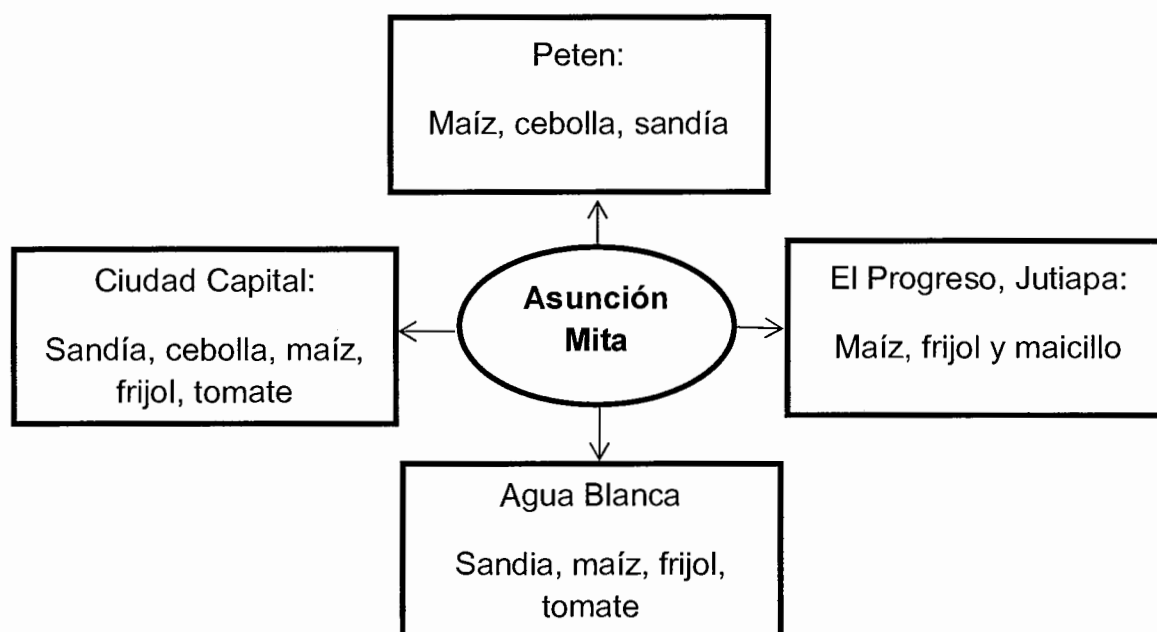 Peten:
Maíz, cebolla, sandía
Ciudad Capital:
Sandía, cebolla, maíz,
frijol, tomate
Asunción
Mita
El Progreso, Jutiapa:
Maíz, frijol y maicillo
Agua Blanca
Sandia, maíz, frijol,
tomate